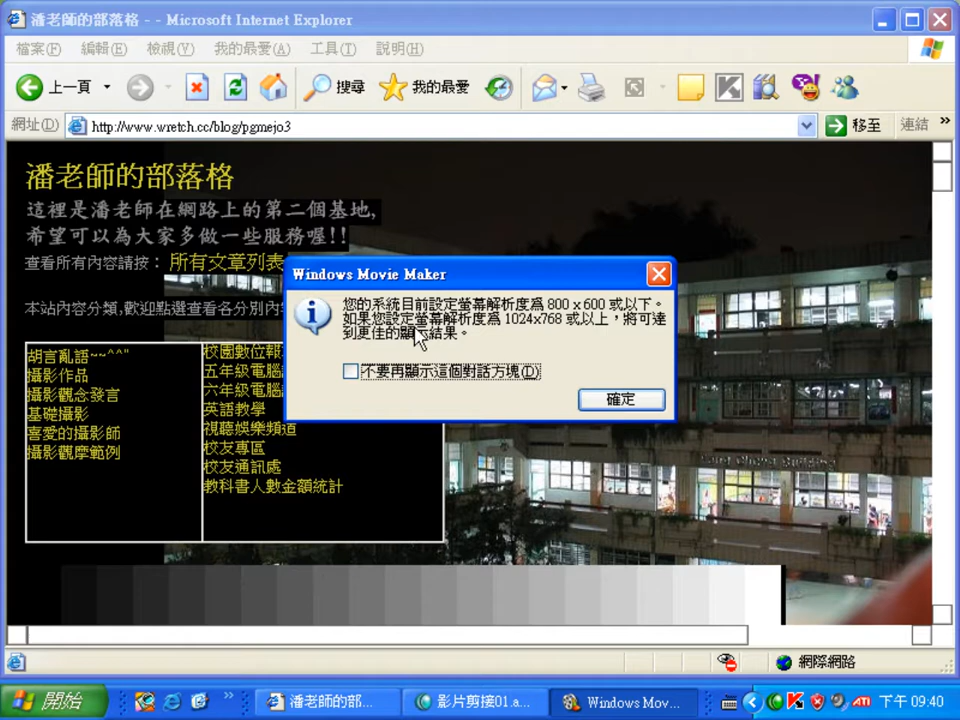 潘老師的部落格 - - Microsoft Internet Explorer
檔案(F) 編輯(E) 檢視(V) 我的最愛(A) 工具(T) 說明(H)
上一頁 搜尋 我的最愛
網址(D) http://www.wretch.cc/blog/pgmejo3 移至 連結 »
潘老師的部落格
這裡是潘老師在網路上的第二個基地,
希望可以為大家多做一些服務喔!!
查看所有內容請按： 所有文章列表
本站內容分類,歡迎點選查看各分別內
Windows Movie Maker
您的系統目前設定螢幕解析度為 800 x 600 或以下。
如果您設定螢幕解析度為 1024x768 或以上，將可達
到更佳的顯示結果。
不要再顯示這個對話方塊(D)
確定
胡言亂語~~^^"
攝影作品
攝影觀念發言
基礎攝影
喜愛的攝影師
攝影觀摩範例
校園數位報
五年級電腦
六年級電腦
英語教學
視聽娛樂頻道
校友專區
校友通訊處
教科書人數金額統計
網際網路
開始 » 潘老師的部... 影片剪接01.a... Windows Mov... 下午 09:40